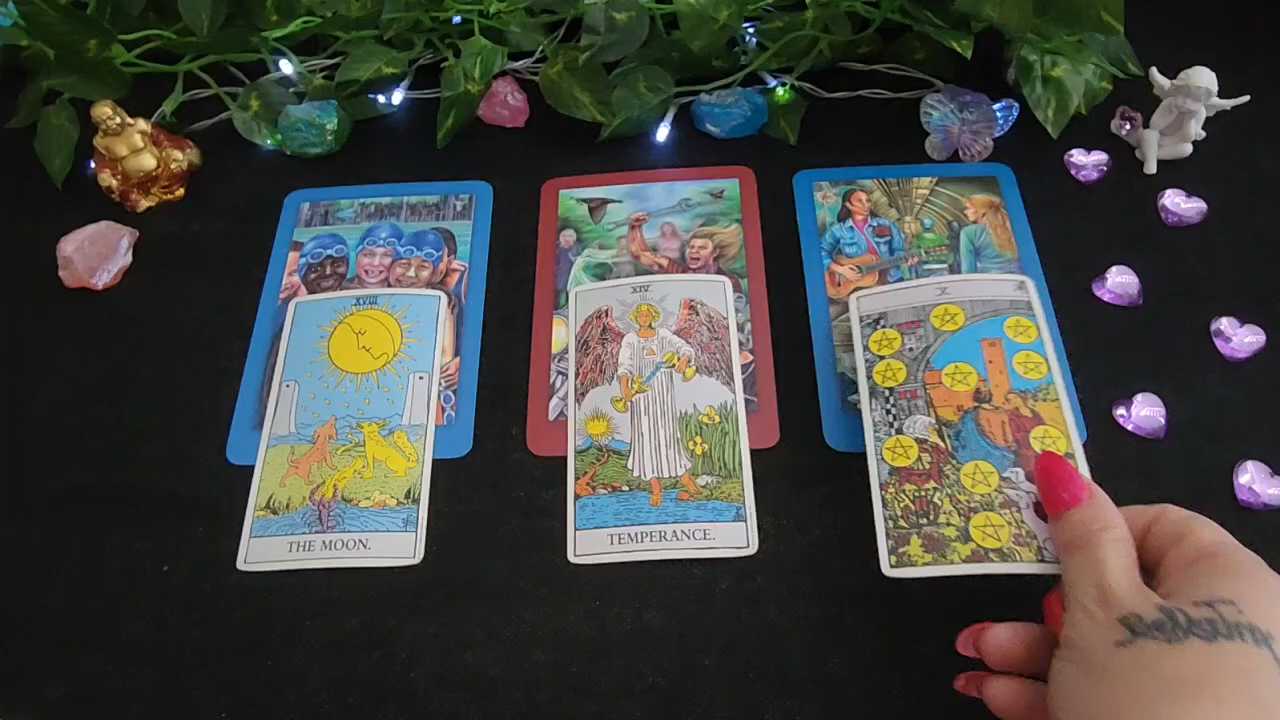 XVIII
THE MOON.
XIV
TEMPERANCE.
X